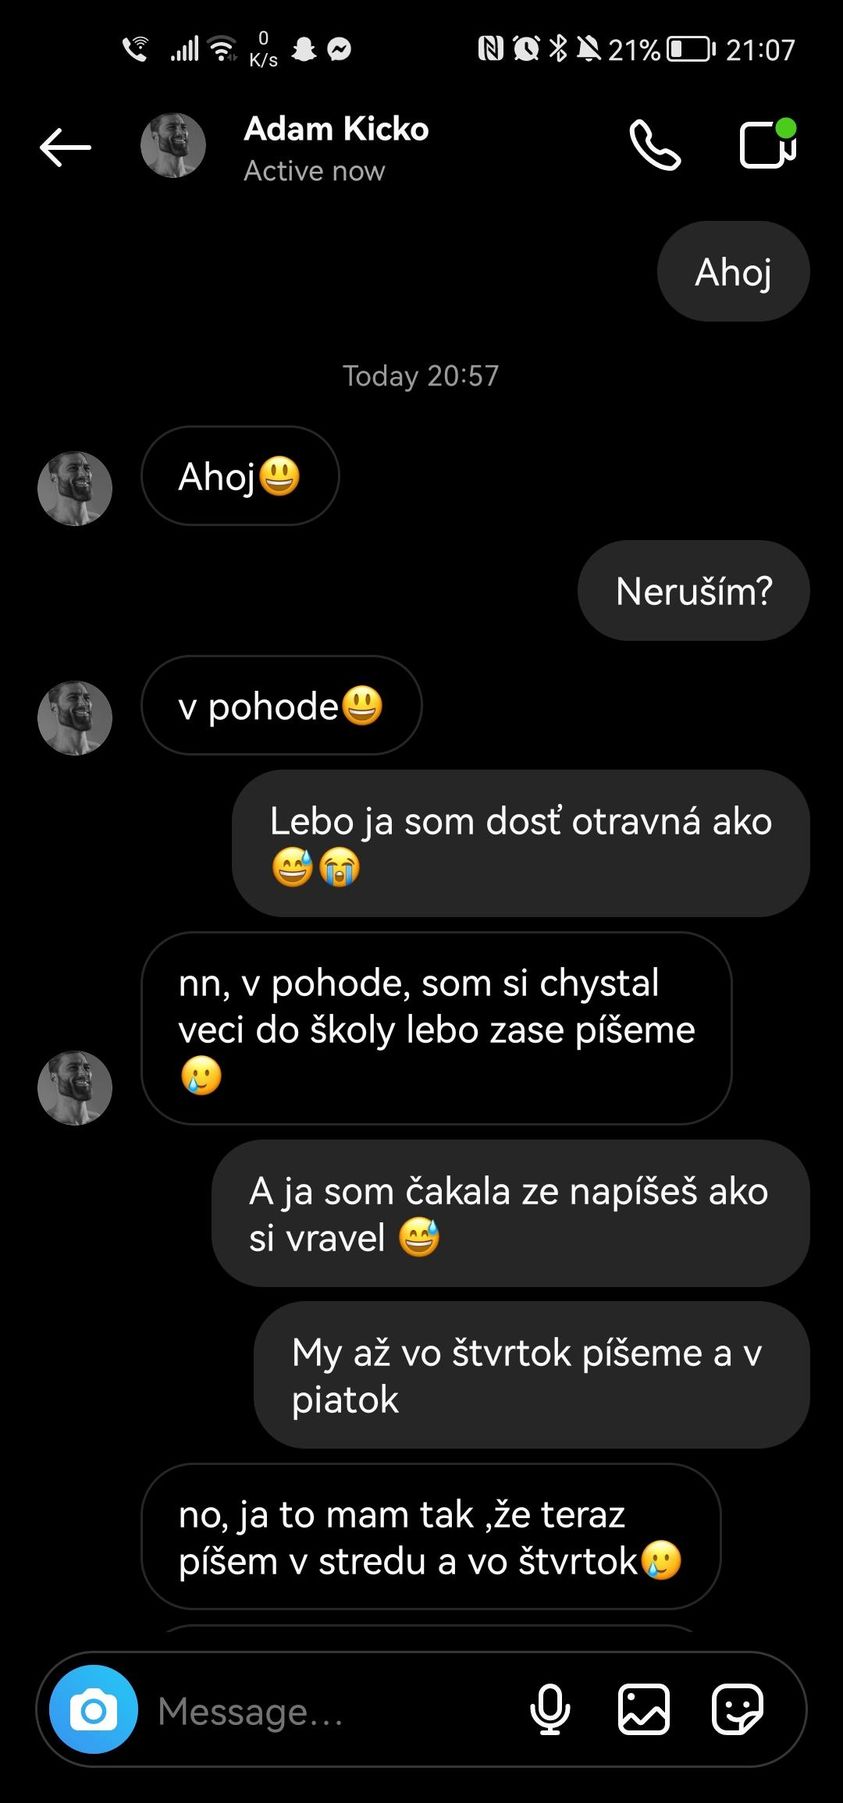 0
K/s
21% 21:07
Adam Kicko
Active now
Ahoj
Today 20:57
Ahoj😃
Neruším?
v pohode😃
Lebo ja som dosť otravná ako
😅😭
nn, v pohode, som si chystal
veci do školy lebo zase píšeme
🥲
A ja som čakala ze napíšeš ako
si vravel 😅
My až vo štvrtok píšeme a v
piatok
no, ja to mam tak ,že teraz
píšem v stredu a vo štvrtok🥲
Message...